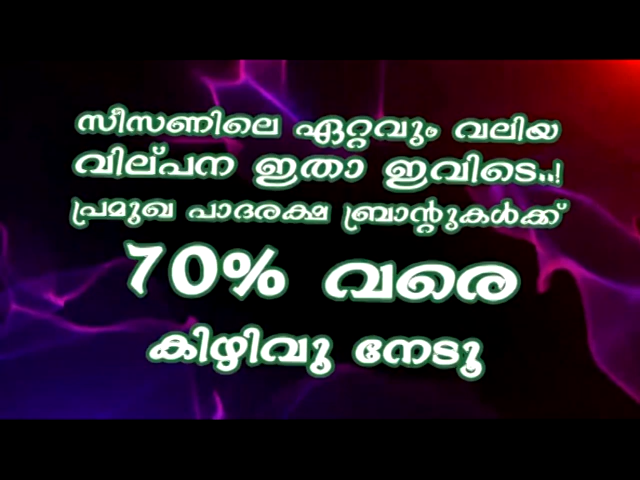 സീസണിലെ ഏറ്റവും വലിയ
വില്പന ഇതാ ഇവിടെ..!
പ്രമുഖ പാദരക്ഷ ബ്രാന്റുകൾക്ക്
70% വരെ
കിഴിവു നേടൂ